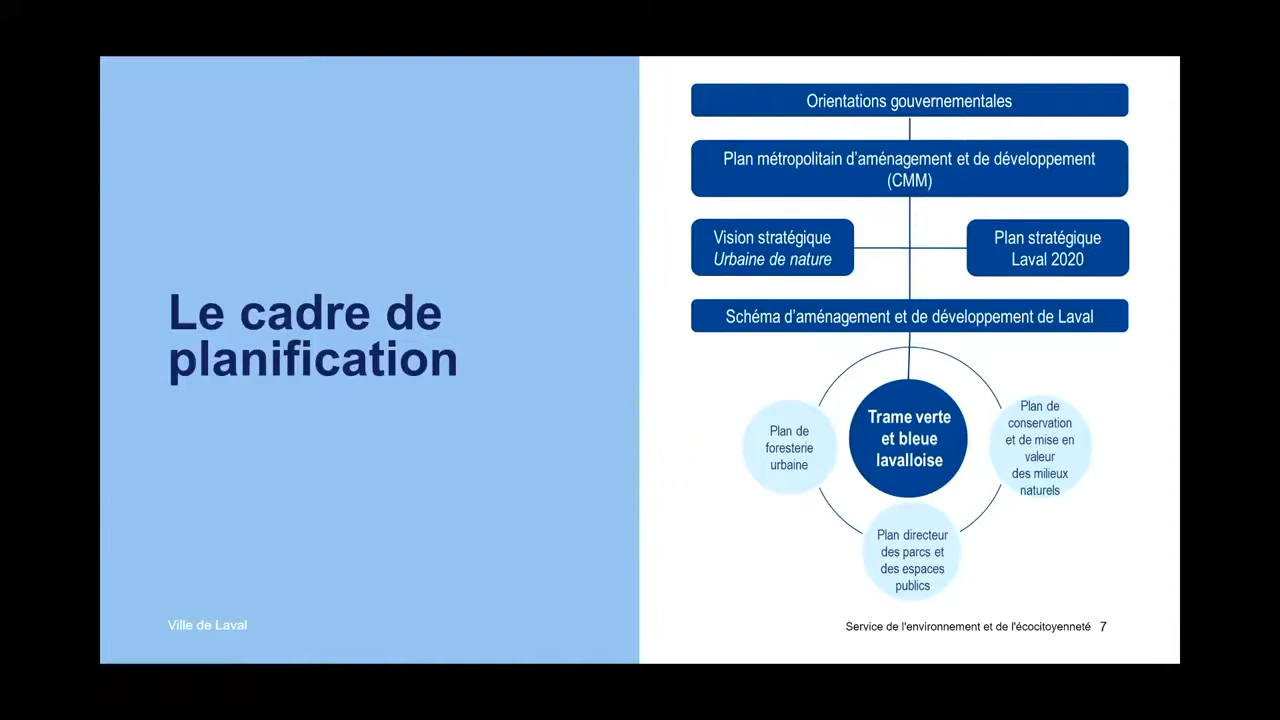 Le cadre de
planification
Ville de Laval
Orientations gouvernementales
Plan métropolitain d'aménagement et de développement
(CMM)
Vision stratégique
Urbaine de nature
Plan stratégique
Laval 2020
Schéma d'aménagement et de développement de Laval
Trame verte
et bleue
lavalloise
Plan de
foresterie
urbaine
Plan de
conservation
et de mise en
valeur
des milieux
naturels
Plan directeur
des parcs et
des espaces
publics
Service de l'environnement et de l'écocitoyenneté 7